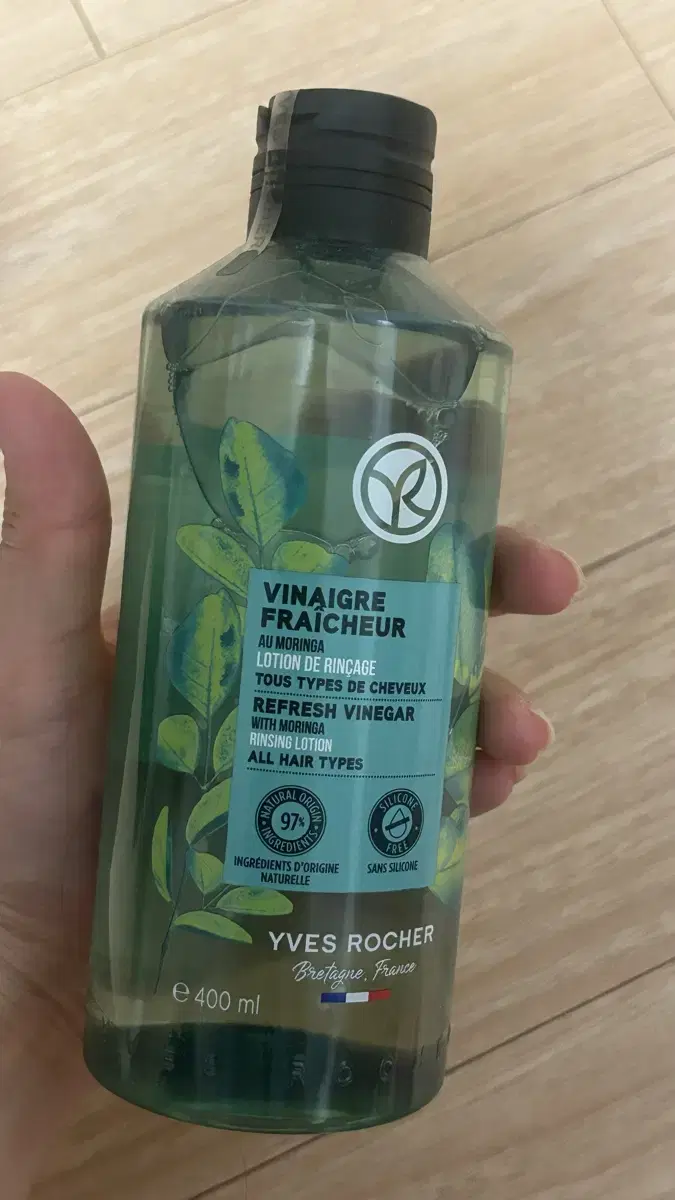 VINAIGRE
FRAÎCHEUR
AU MORINGA
LOTION DE RINÇAGE
TOUS TYPES DE CHEVEUX
REFRESH VINEGAR
WITH MORINGA
RINSING LOTION
ALL HAIR TYPES
NATURAL ORIGIN
97%
INGREDIENTS
INGRÉDIENTS D'ORIGINE
NATURELLE
SILICONE
FREE
SANS SILICONE
YVES ROCHER
Bretagne, France
e 400 ml